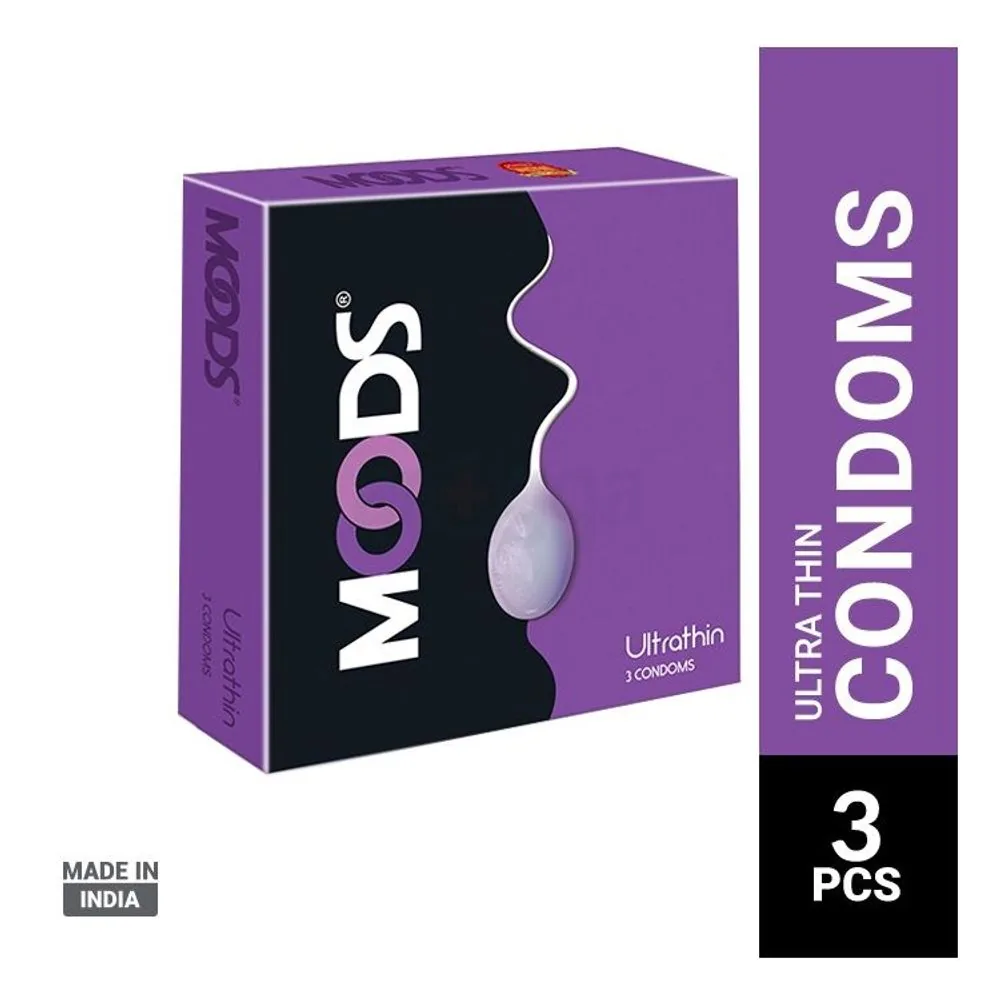 MOODS
MOODS®
Ultrathin
3 CONDOMS
MOODS®
Ultrathin
3 CONDOMS
ULTRA THIN
CONDOMS
3
PCS
MADE IN
INDIA